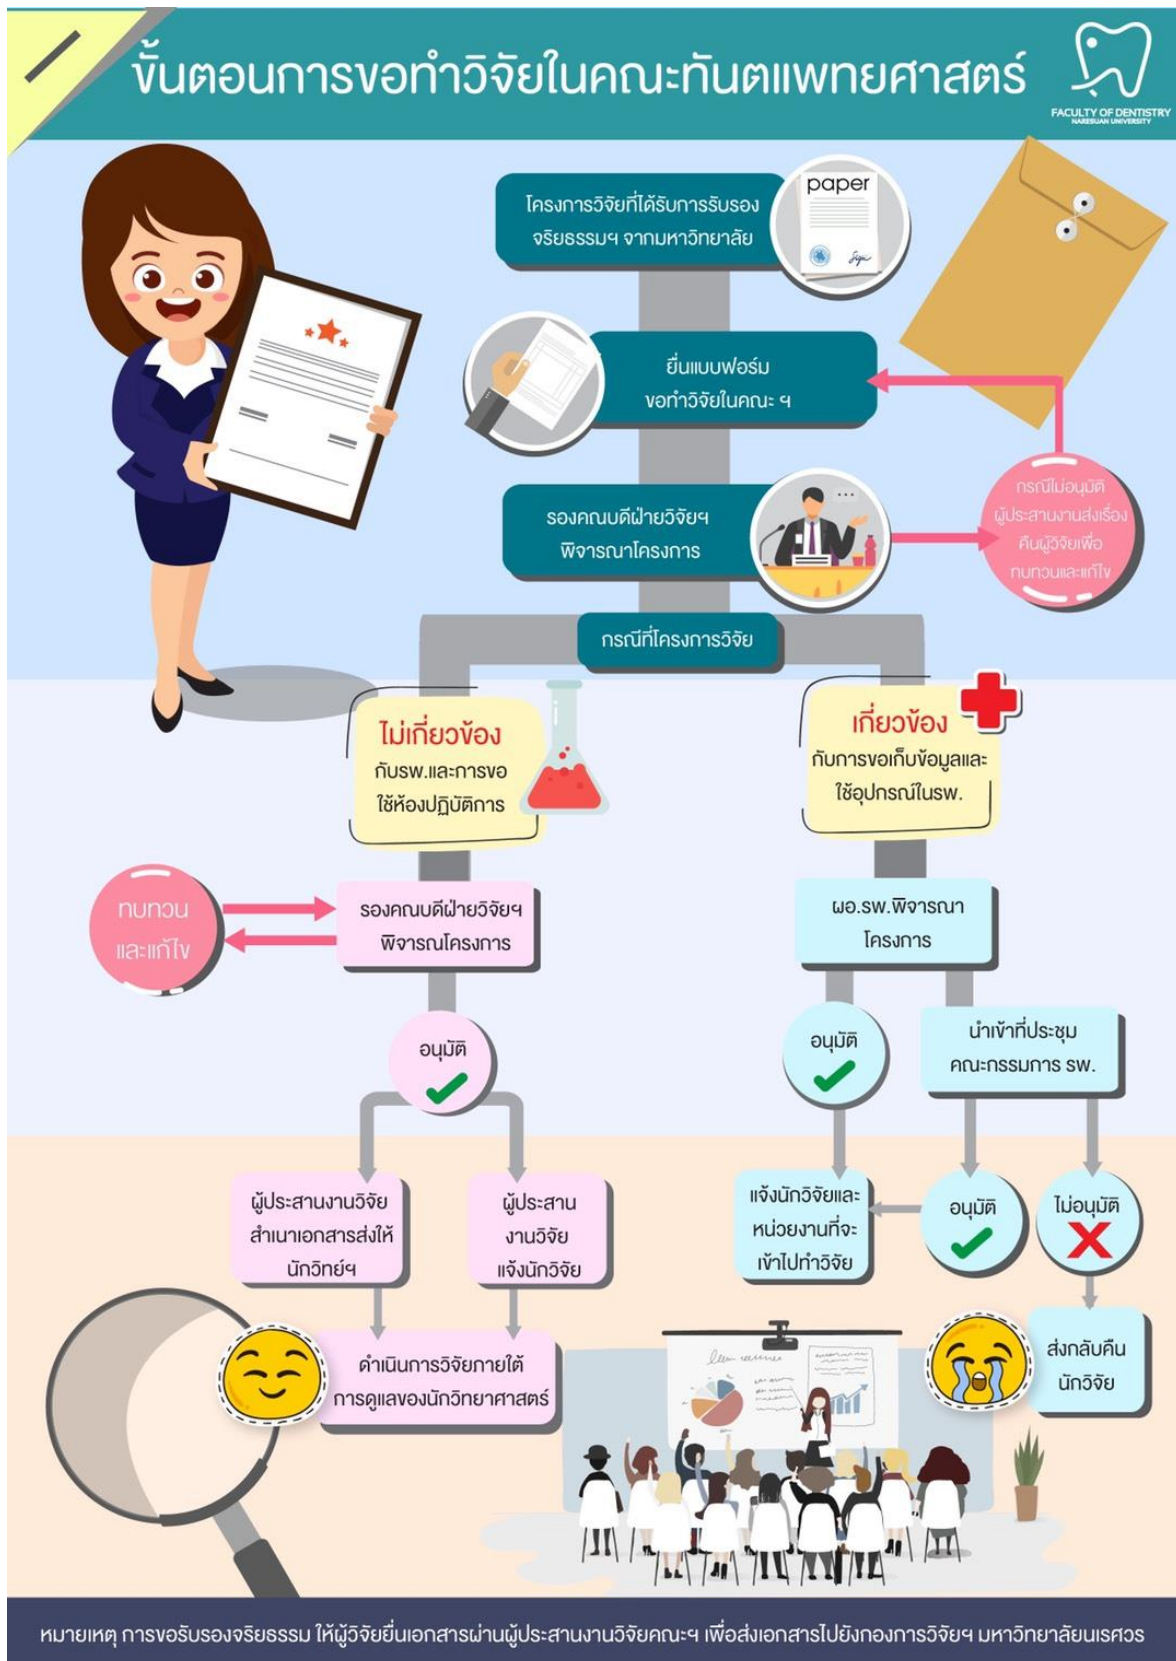 ขั้นตอนการขอทำวิจัยในคณะทันตแพทยศาสตร์
FACULTY OF DENTISTRY
NARESUAN UNIVERSITY
โครงการวิจัยที่ได้รับการรับรอง
จริยธรรมฯ จากมหาวิทยาลัย
paper
Sign
ยื่นแบบฟอร์ม
ขอทำวิจัยในคณะ ฯ
รองคณบดีฝ่ายวิจัยฯ
พิจารณาโครงการ
กรณีไม่อนุมัติ
ผู้ประสานงานส่งเรื่อง
คืนผู้วิจัยเพื่อ
ทบทวนและแก้ไข
กรณีที่โครงการวิจัย
ไม่เกี่ยวข้อง
กับรพ.และการขอ
ใช้ห้องปฏิบัติการ
เกี่ยวข้อง
กับการขอเก็บข้อมูลและ
ใช้อุปกรณ์ในรพ.
ทบทวน
และแก้ไข
รองคณบดีฝ่ายวิจัยฯ
พิจารณโครงการ
ผอ.รพ.พิจารณา
โครงการ
อนุมัติ
อนุมัติ
นำเข้าที่ประชุม
คณะกรรมการ รพ.
ผู้ประสานงานวิจัย
สำเนาเอกสารส่งให้
นักวิทย์ฯ
ผู้ประสาน
งานวิจัย
แจ้งนักวิจัย
แจ้งนักวิจัยและ
หน่วยงานที่จะ
เข้าไปทำวิจัย
อนุมัติ
ไม่อนุมัติ
ดำเนินการวิจัยภายใต้
การดูแลของนักวิทยาศาสตร์
ส่งกลับคืน
นักวิจัย
หมายเหตุ การขอรับรองจริยธรรม ให้ผู้วิจัยยื่นเอกสารผ่านผู้ประสานงานวิจัยคณะฯ เพื่อส่งเอกสารไปยังกองการวิจัยฯ มหาวิทยาลัยนเรศวร